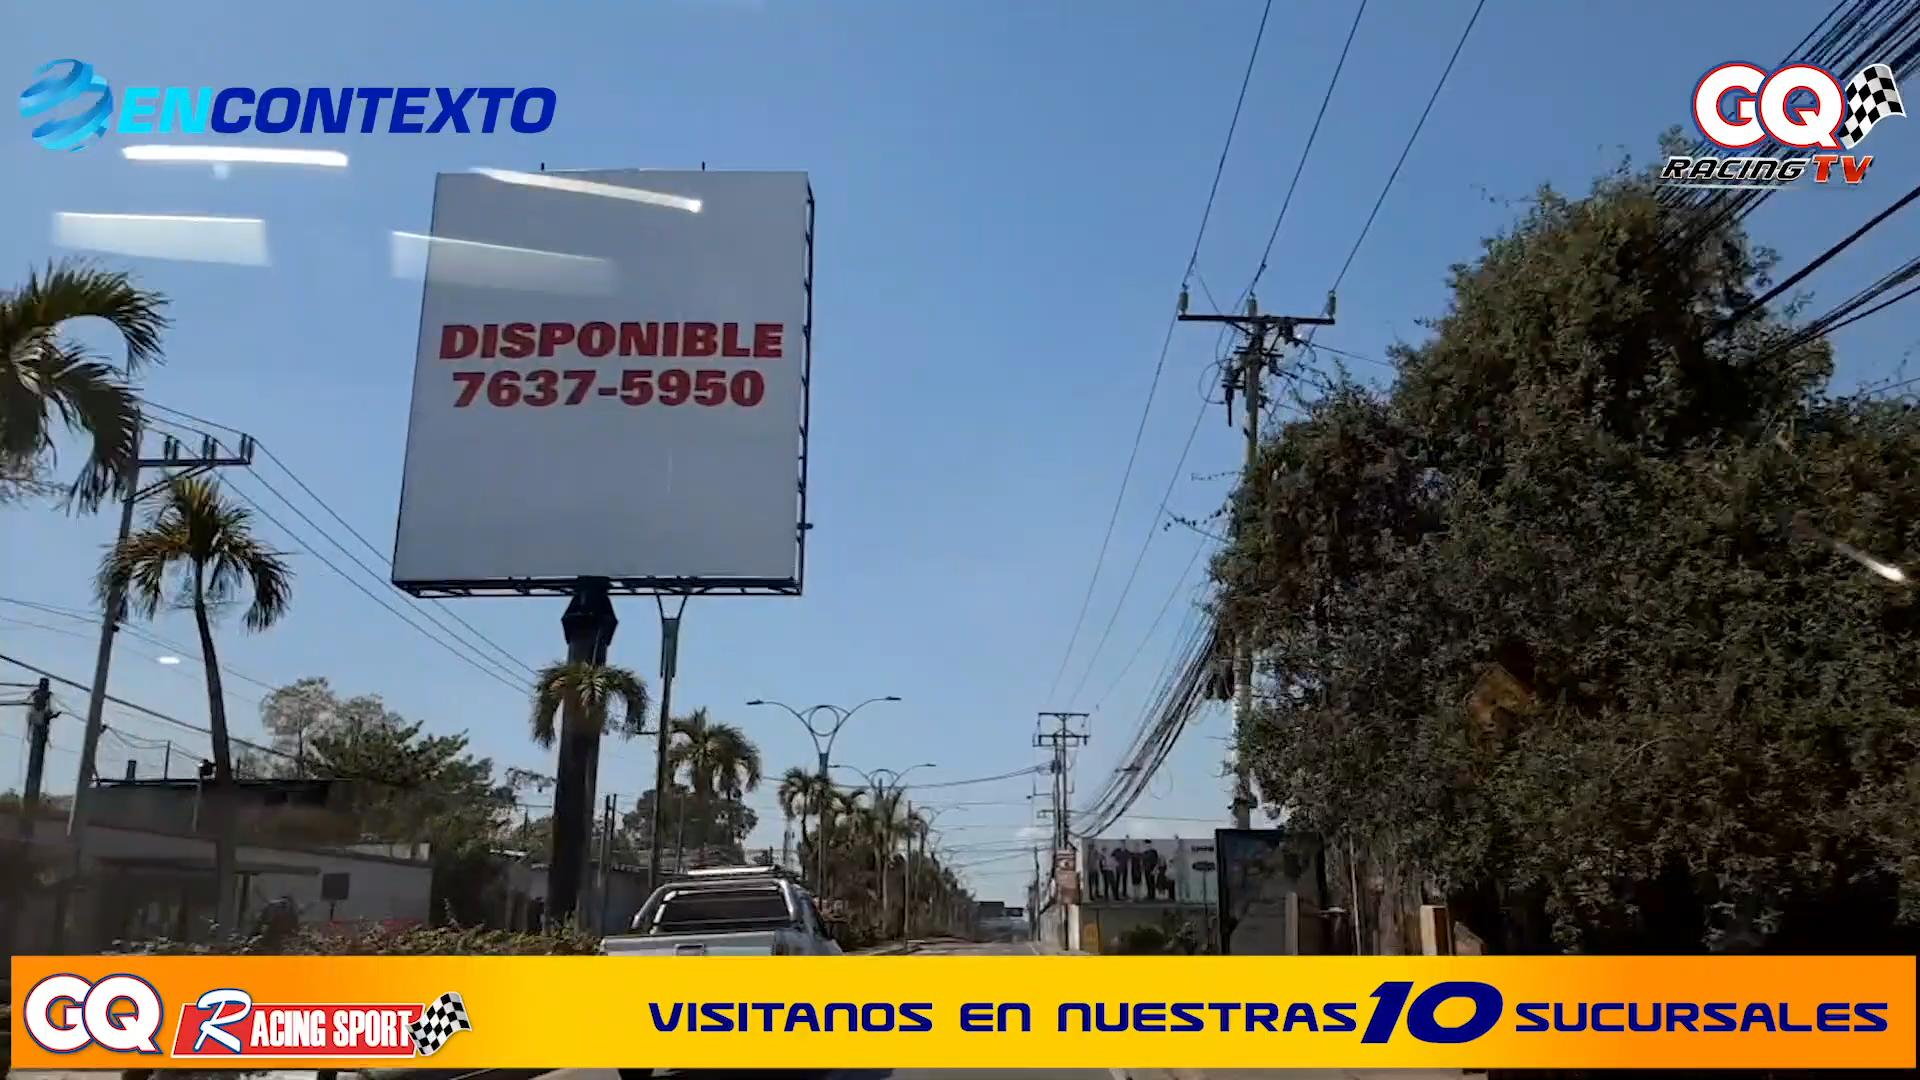 ENCONTEXTO
GQ
RACING TV
DISPONIBLE
7637-5950
GQ RACING SPORT
VISITANOS EN NUESTRAS 10 SUCURSALES